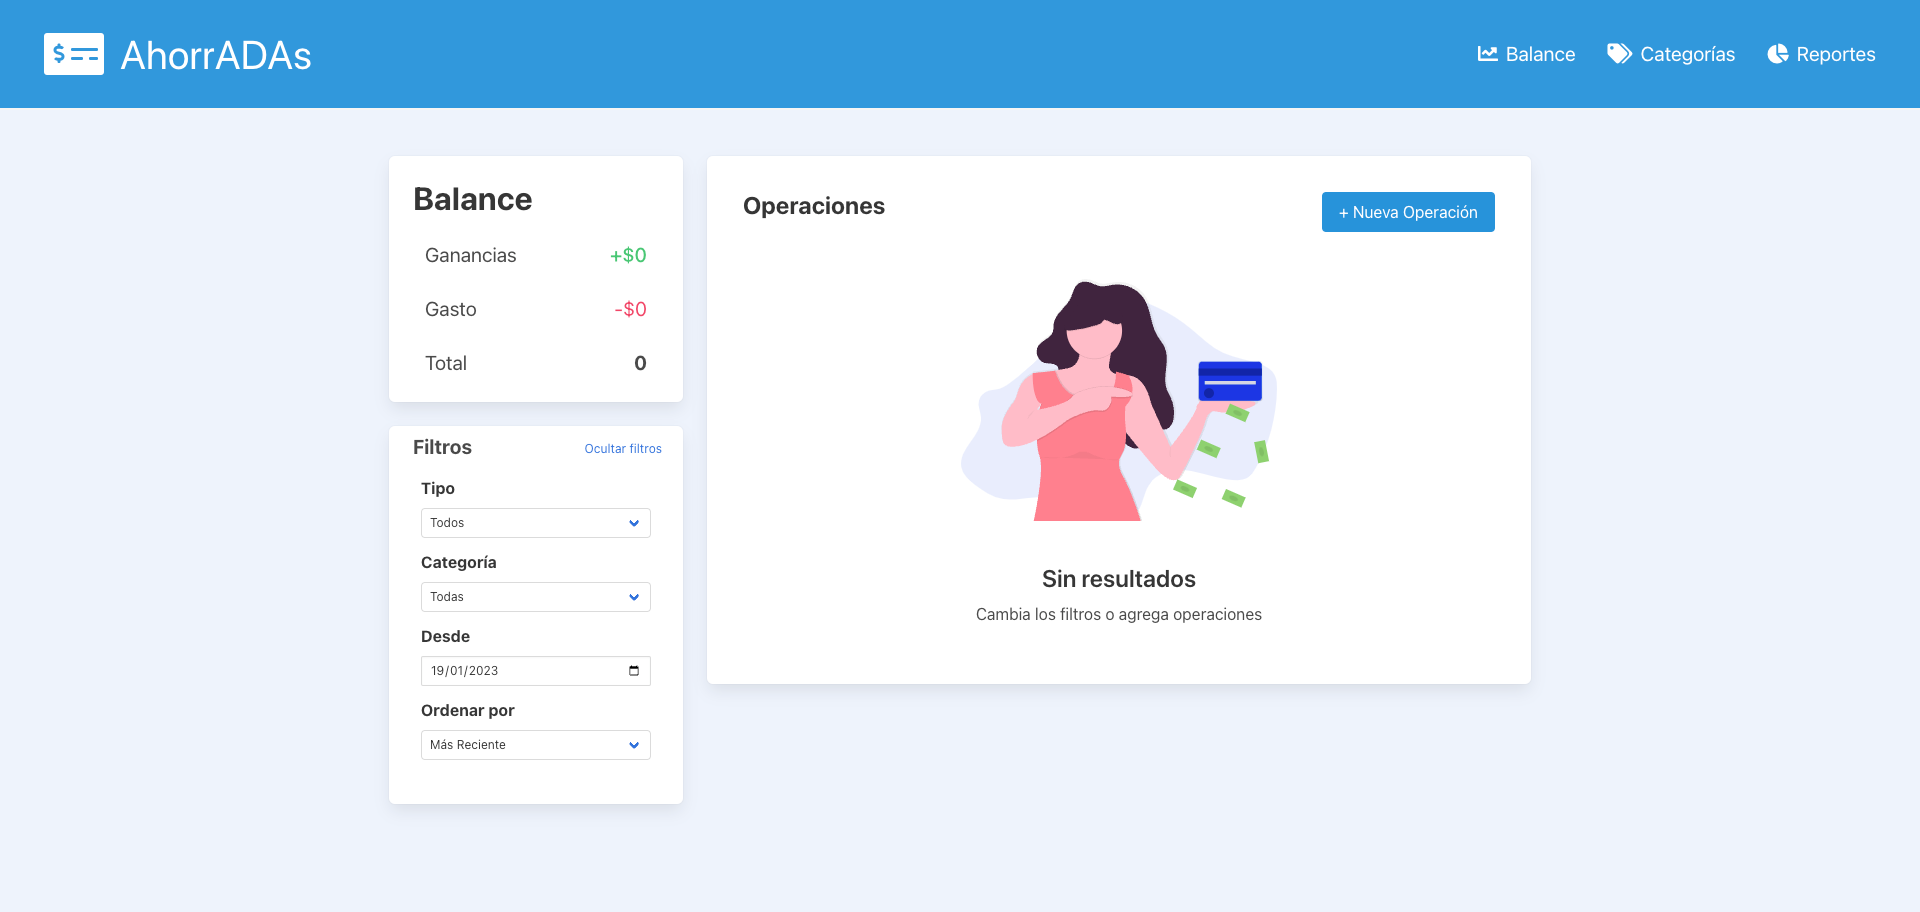 AhorrADAs
Balance
Categorías
Reportes
Balance
Ganancias +$0
Gasto -$0
Total 0
Filtros
Ocultar filtros
Tipo
Todos
Categoría
Todas
Desde
19/01/2023
Ordenar por
Más Reciente
Operaciones
+ Nueva Operación
Sin resultados
Cambia los filtros o agrega operaciones